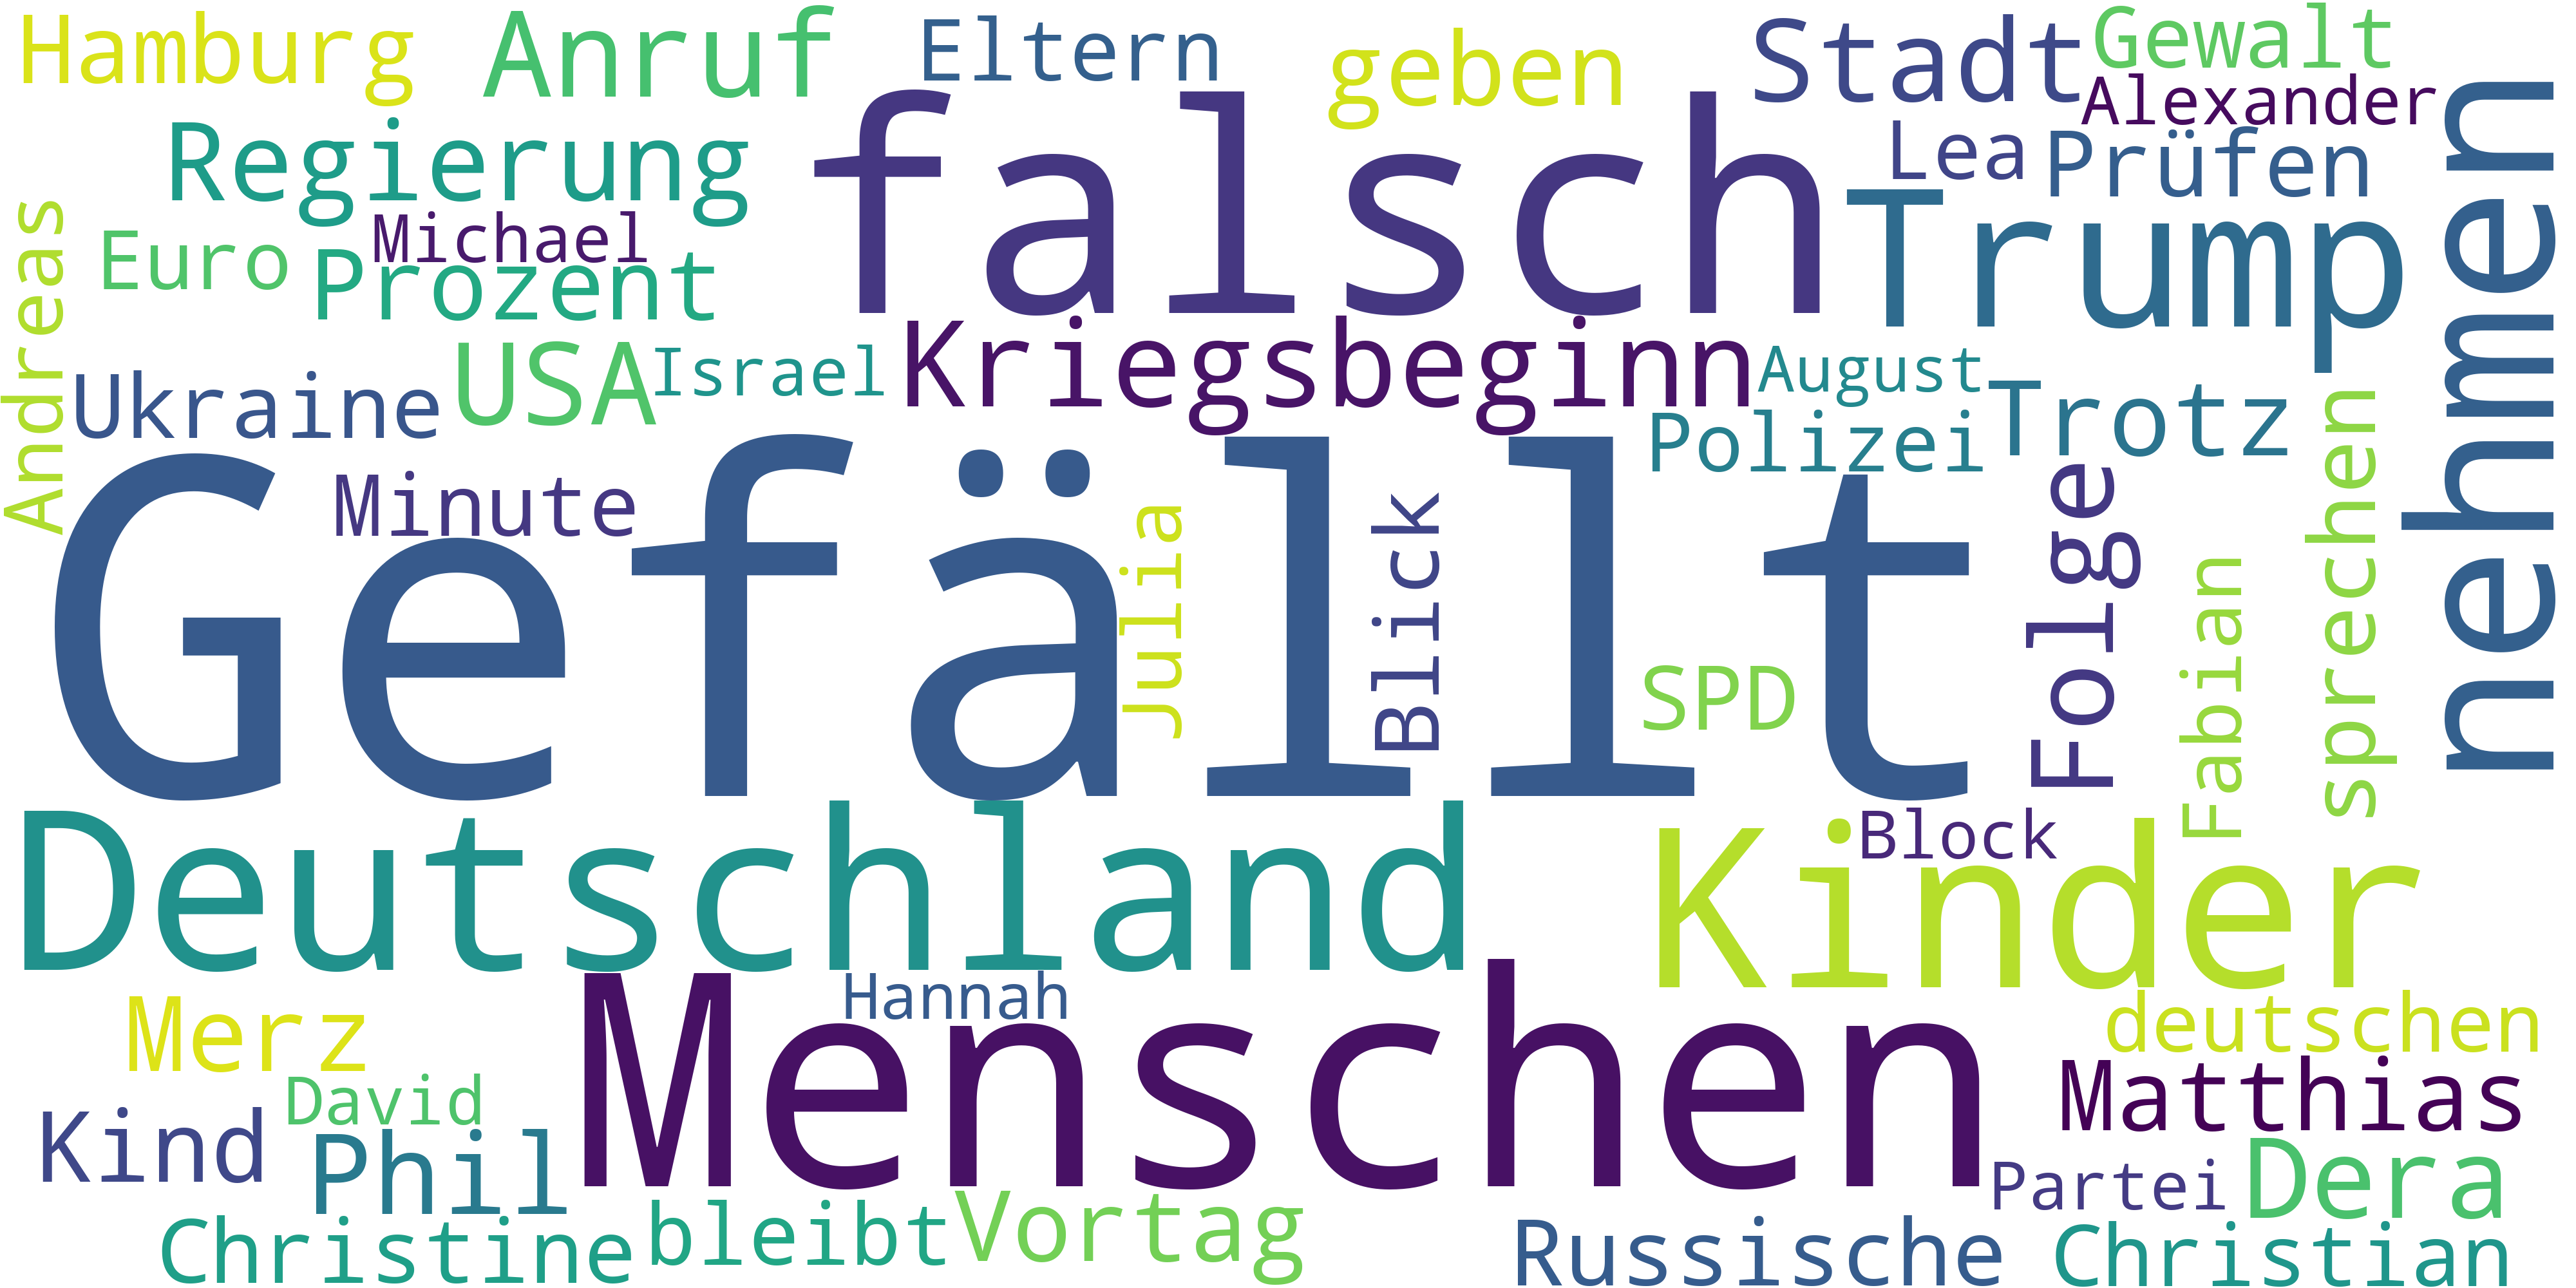 Hamburg
Anruf
Eltern
geben
Stadt
Gewalt
Alexander
Regierung
falsch
Lea
Prüfen
nehmen
Michael
Trump
Andreas
Euro
Prozent
Ukraine
USA
Israel
Kriegsbeginn
August
Polizei
Trotz
sprechen
Minute
Gefällt
Julia
Blick
Folge
Fabian
SPD
Deutschland
Kinder
Block
Menschen
Hannah
Merz
deutschen
David
Matthias
Kind
Phil
Partei
Dera
Christine
bleibt
Vortag
Russische
Christian